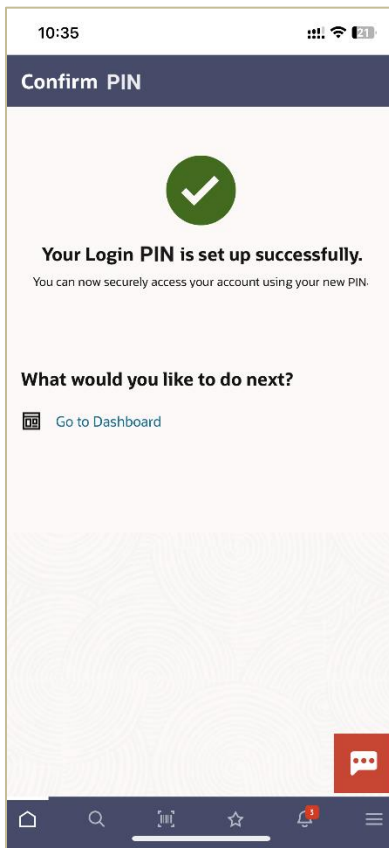 10:35
21
Confirm PIN
Your Login PIN is set up successfully.
You can now securely access your account using your new PIN.
What would you like to do next?
Go to Dashboard